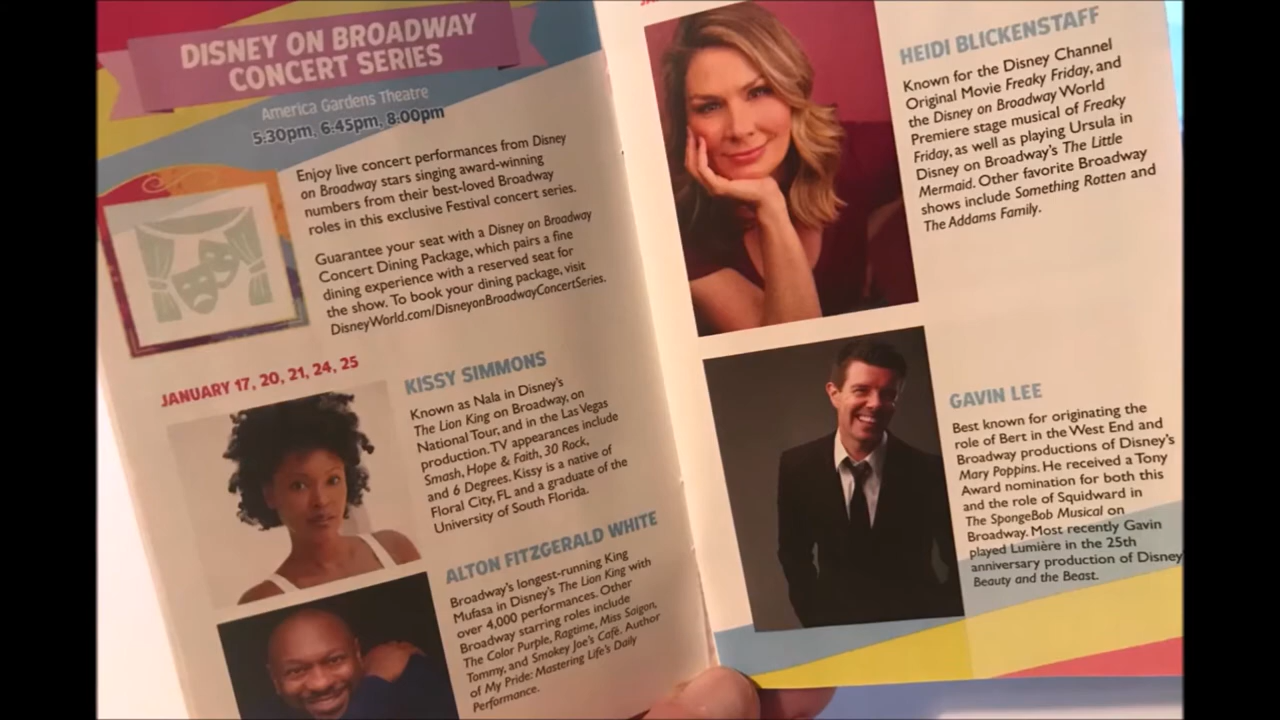 DISNEY ON BROADWAY
CONCERT SERIES
America Gardens Theatre
5:30pm, 6:45pm, 8:00pm
Enjoy live concert performances from Disney
on Broadway stars singing award-winning
numbers from their best-loved Broadway
roles in this exclusive Festival concert series.
Guarantee your seat with a Disney on Broadway
Concert Dining Package, which pairs a fine
dining experience with a reserved seat for
the show. To book your dining package, visit
DisneyWorld.com/DisneyonBroadwayConcertSeries.
JANUARY 17, 20, 21, 24, 25
KISSY SIMMONS
Known as Nala in Disney's
The Lion King on Broadway, on
National Tour, and in the Las Vegas
production. TV appearances include
Smash, Hope & Faith, 30 Rock,
and 6 Degrees. Kissy is a native of
Floral City, FL and a graduate of the
University of South Florida.
ALTON FITZGERALD WHITE
Broadway's longest-running King
Mufasa in Disney's The Lion King with
over 4,000 performances. Other
Broadway starring roles include
The Color Purple, Ragtime, Miss Saigon,
Tommy, and Smokey Joe's Café. Author
of My Pride: Mastering Life's Daily
Performance.
HEIDI BLICKENSTAFF
Known for the Disney Channel
Original Movie Freaky Friday, and
the Disney on Broadway World
Premiere stage musical of Freaky
Friday, as well as playing Ursula in
Disney on Broadway's The Little
Mermaid. Other favorite Broadway
shows include Something Rotten and
The Addams Family.
GAVIN LEE
Best known for originating the
role of Bert in the West End and
Broadway productions of Disney's
Mary Poppins. He received a Tony
Award nomination for both this
and the role of Squidward in
The SpongeBob Musical on
Broadway. Most recently Gavin
played Lumière in the 25th
anniversary production of Disney
Beauty and the Beast.